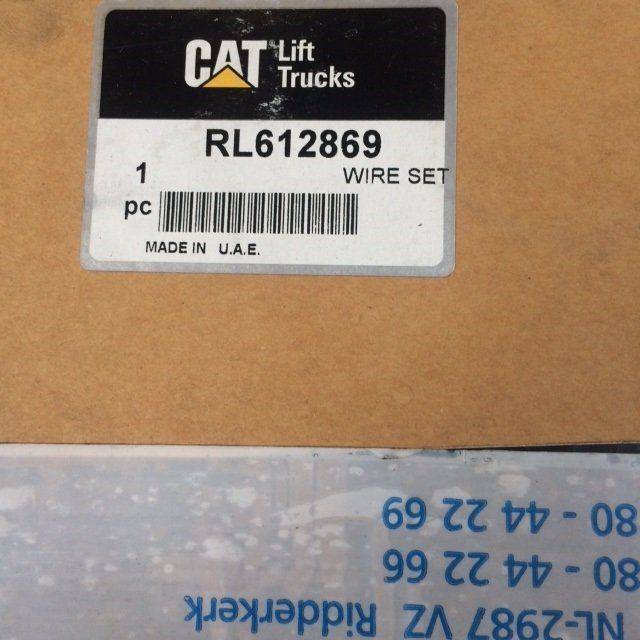 CAT Lift
Trucks
RL612869
1 WIRE SET
pc
MADE IN U.A.E.
NL-2987 VZ Ridderkerk
80 - 44 22 66
80 - 44 22 69